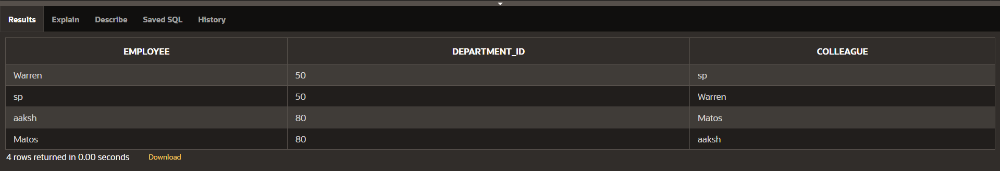 Results Explain Describe Saved SQL History
EMPLOYEE DEPARTMENT_ID COLLEAGUE
Warren 50 sp
sp 50 Warren
aaksh 80 Matos
Matos 80 aaksh
4 rows returned in 0.00 seconds Download